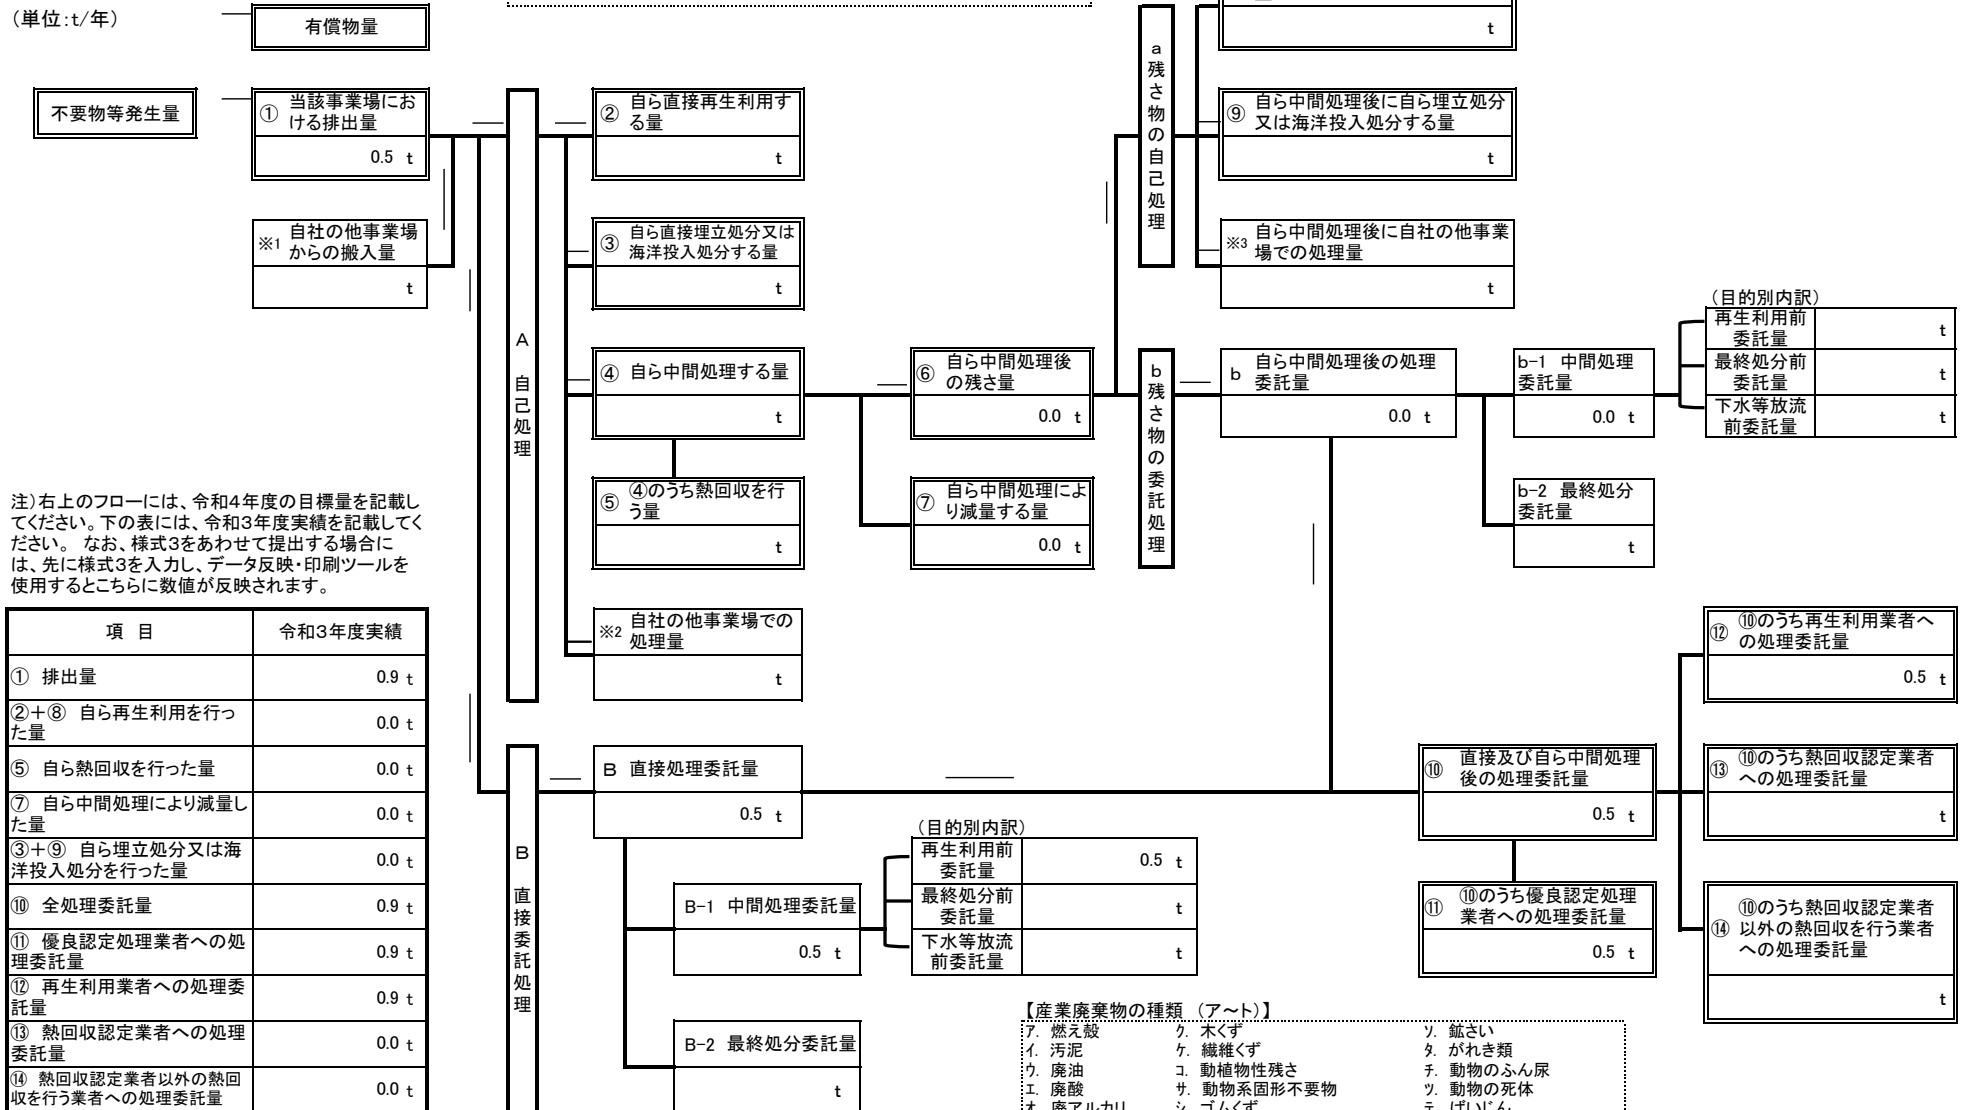 （単位:t/年）
有償物量
t
不要物等発生量
① 当該事業場にお
ける排出量
0.5 t
※1 自社の他事業場
からの搬入量
t
A 自己処理
② 自ら直接再生利用す
る量
t
③ 自ら直接埋立処分又は
海洋投入処分する量
t
④ 自ら中間処理する量
t
⑤ ④のうち熱回収を行
う量
t
※2 自社の他事業場での
処理量
t
⑥ 自ら中間処理後
の残さ量
0.0 t
⑦ 自ら中間処理によ
り減量する量
0.0 t
a 残さ物の自己処理
⑨ 自ら中間処理後に自ら埋立処分
又は海洋投入処分する量
t
※3 自ら中間処理後に自社の他事業
場での処理量
t
b 残さ物の委託処理
b 自ら中間処理後の処理
委託量
0.0 t
b-1 中間処理
委託量
0.0 t
b-2 最終処分
委託量
t
（目的別内訳）
再生利用前
委託量
t
最終処分前
委託量
t
下水等放流
前委託量
t
注）右上のフローには、令和４年度の目標量を記載し
てください。下の表には、令和３年度実績を記載してく
ださい。 なお、様式３をあわせて提出する場合に
は、先に様式３を入力し、データ反映・印刷ツールを
使用するとこちらに数値が反映されます。
項 目 令和３年度実績
① 排出量 0.9 t
②＋⑧ 自ら再生利用を行っ
た量 0.0 t
⑤ 自ら熱回収を行った量 0.0 t
⑦ 自ら中間処理により減量し
た量 0.0 t
③＋⑨ 自ら埋立処分又は海
洋投入処分を行った量 0.0 t
⑩ 全処理委託量 0.9 t
⑪ 優良認定処理業者への処
理委託量 0.9 t
⑫ 再生利用業者への処理委
託量 0.9 t
⑬ 熱回収認定業者への処理
委託量 0.0 t
⑭ 熱回収認定業者以外の熱回
収を行う業者への処理委託量 0.0 t
B 直接委託処理
B 直接処理委託量
0.5 t
B-1 中間処理委託量
0.5 t
B-2 最終処分委託量
t
（目的別内訳）
再生利用前
委託量
0.5 t
最終処分前
委託量
t
下水等放流
前委託量
t
⑩ 直接及び自ら中間処理
後の処理委託量
0.5 t
⑪ ⑩のうち優良認定処理
業者への処理委託量
0.5 t
⑫ ⑩のうち再生利用業者へ
の処理委託量
0.5 t
⑬ ⑩のうち熱回収認定業者
への処理委託量
t
⑭ ⑩のうち熱回収認定業者
以外の熱回収を行う業者
への処理委託量
t
【産業廃棄物の種類 （ア～ト）】
ｱ. 燃え殻 ｸ. 木くず ｿ. 鉱さい
ｲ. 汚泥 ｹ. 繊維くず ﾀ. がれき類
ｳ. 廃油 ｺ. 動植物性残さ ﾁ. 動物のふん尿
ｴ. 廃酸 ｻ. 動物系固形不要物 ﾂ. 動物の死体
ｵ. 廃アルカリ ｼ. ゴムくず ﾃ. ばいじん